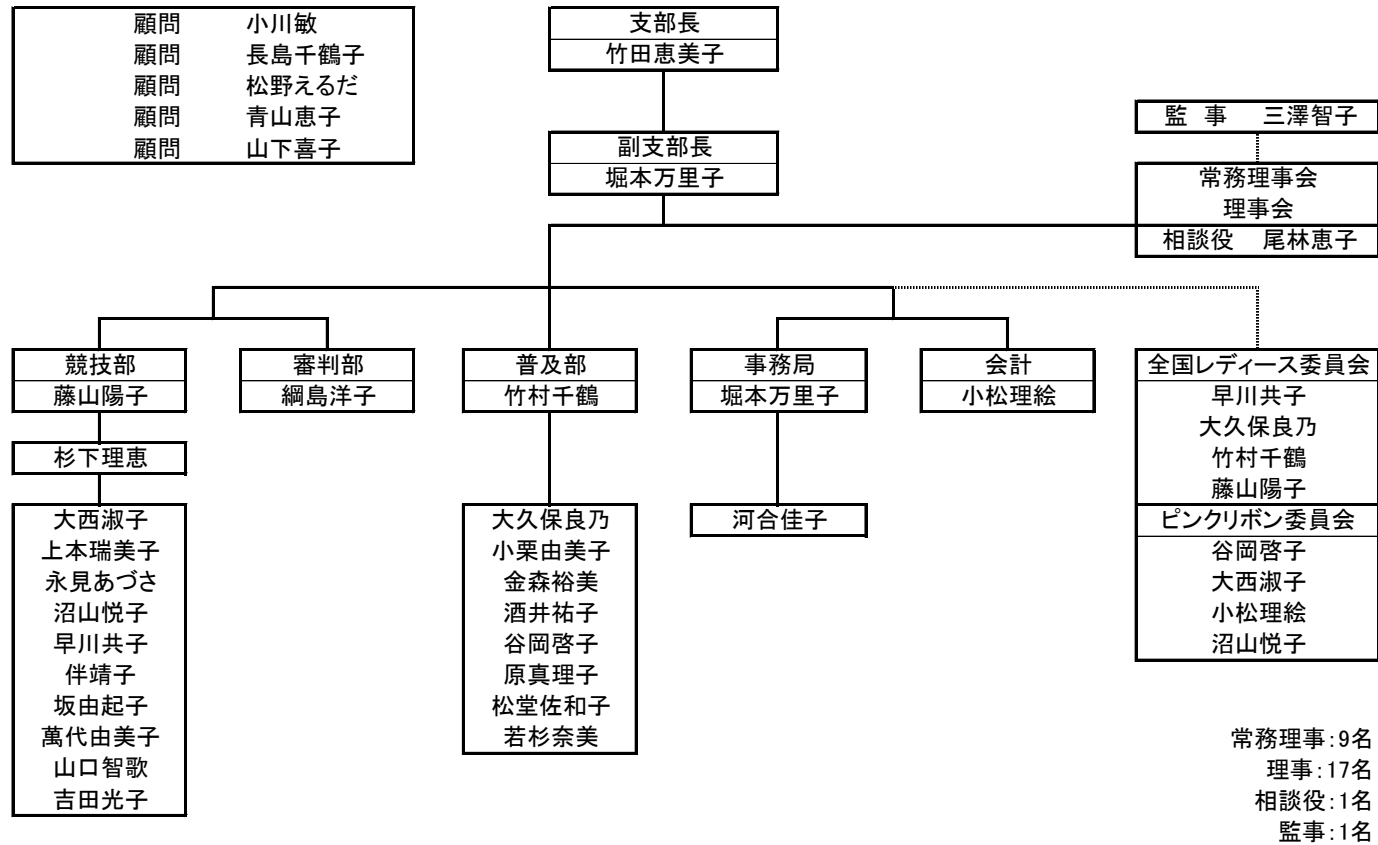 顧問 小川敏
顧問 長島千鶴子
顧問 松野えるだ
顧問 青山恵子
顧問 山下喜子
支部長
竹田恵美子
副支部長
堀本万里子
監 事 三澤智子
常務理事会
理事会
相談役 尾林恵子
競技部
藤山陽子
杉下理恵
大西淑子
上本瑞美子
永見あづさ
沼山悦子
早川共子
伴靖子
坂由起子
萬代由美子
山口智歌
吉田光子
審判部
綱島洋子
普及部
竹村千鶴
大久保良乃
小栗由美子
金森裕美
酒井祐子
谷岡啓子
原真理子
松堂佐和子
若杉奈美
事務局
堀本万里子
河合佳子
会計
小松理絵
全国レディース委員会
早川共子
大久保良乃
竹村千鶴
藤山陽子
ピンクリボン委員会
谷岡啓子
大西淑子
小松理絵
沼山悦子
常務理事:9名
理事:17名
相談役:1名
監事:1名